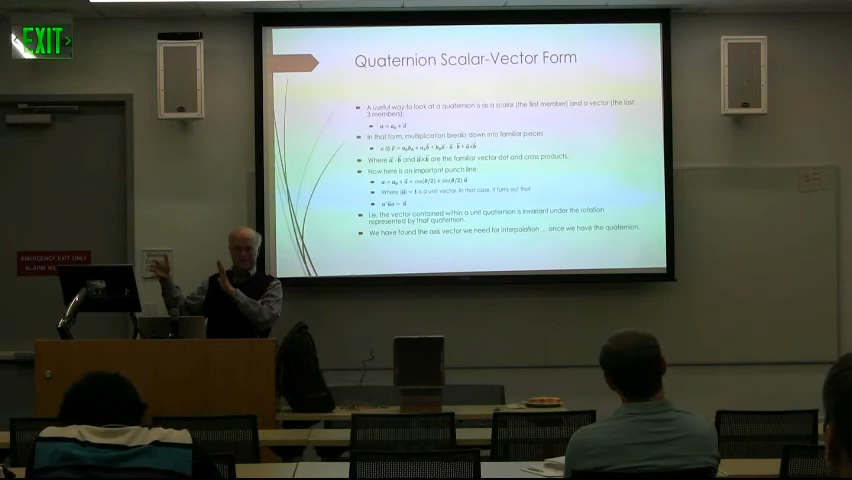 EXIT
Quaternion Scalar-Vector Form
A useful way to look at a quaternion is as a scalar (the first member) and a vector (the last
3 members):
In that form, multiplication breaks down into familiar pieces
Where a⃗ · b⃗ and a⃗×b⃗ are the familiar vector dot and cross products.
Now here is an important punch line.
Where |u⃗| = 1 is a unit vector. In that case, it turns out that
i.e. the vector contained within a unit quaternion is invariant under the rotation
represented by that quaternion.
We have found the axis vector we need for interpolation … once we have the quaternion.
EMERGENCY EXIT ONLY